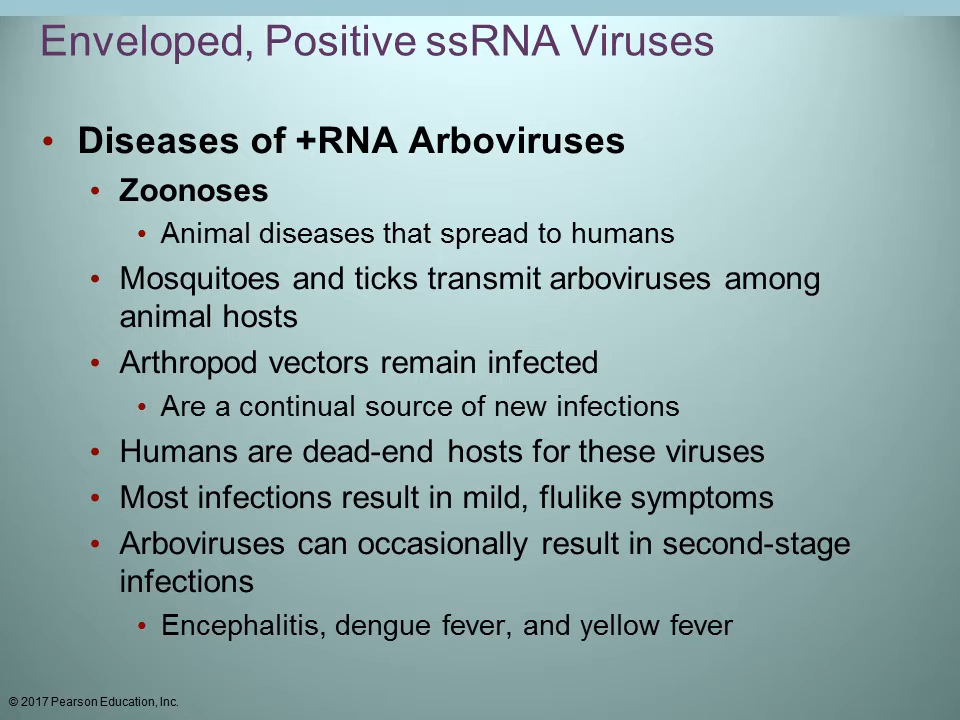 Enveloped, Positive ssRNA Viruses
• Diseases of +RNA Arboviruses
• Zoonoses
• Animal diseases that spread to humans
• Mosquitoes and ticks transmit arboviruses among
animal hosts
• Arthropod vectors remain infected
• Are a continual source of new infections
• Humans are dead-end hosts for these viruses
• Most infections result in mild, flulike symptoms
• Arboviruses can occasionally result in second-stage
infections
• Encephalitis, dengue fever, and yellow fever
© 2017 Pearson Education, Inc.